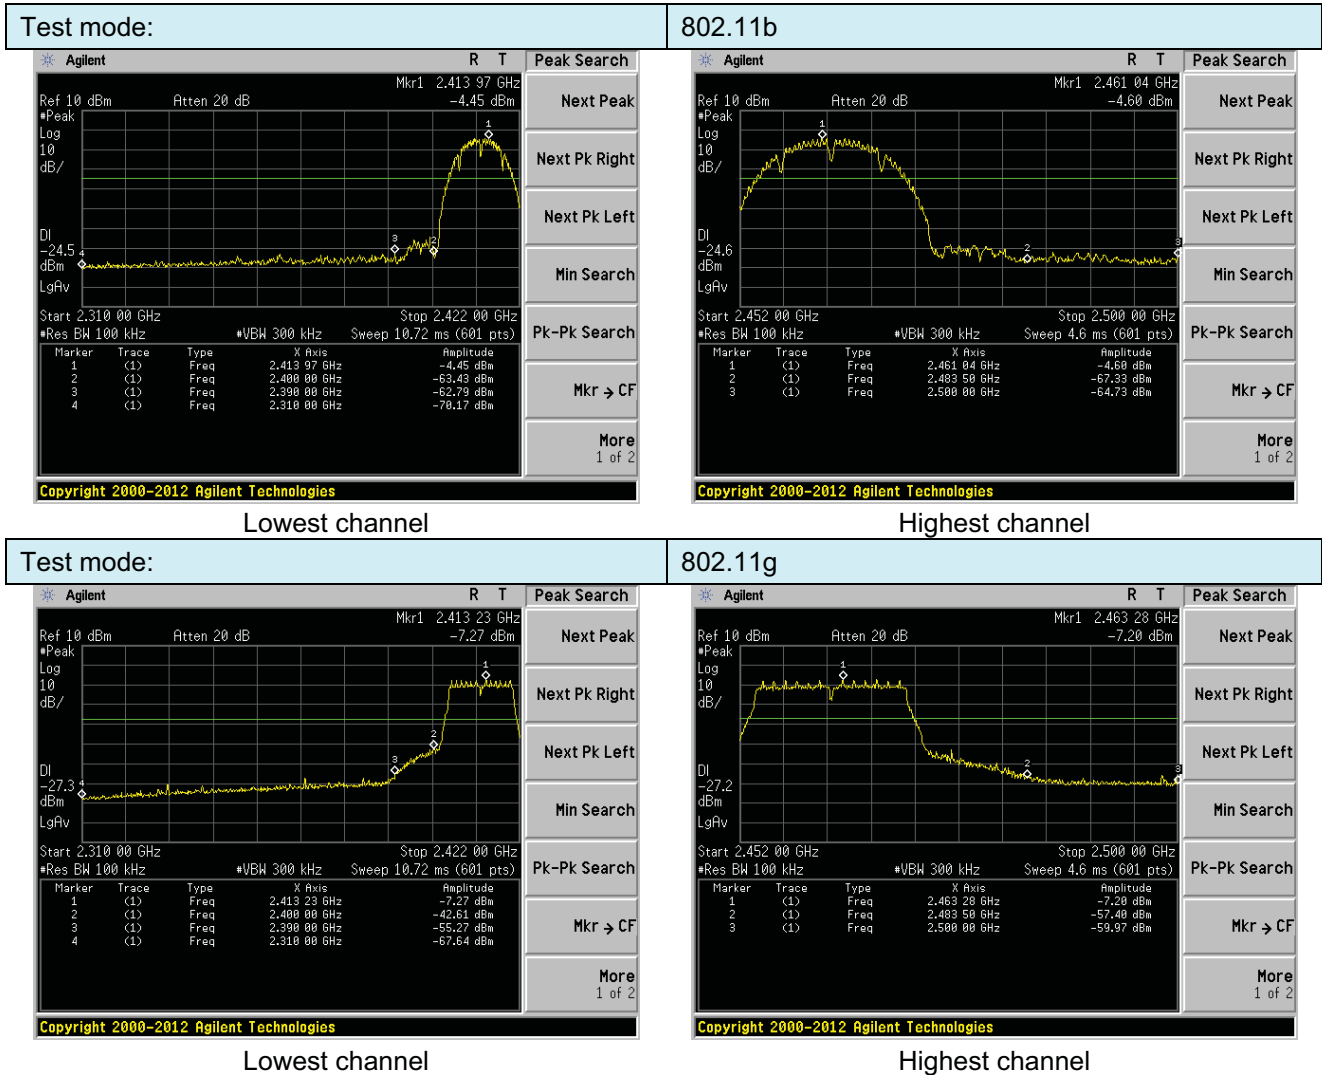 Test mode: 802.11b
Agilent R T Peak Search
Mkr1 2.413 97 GHz
Ref 10 dBm Atten 20 dB -4.45 dBm
#Peak
Log
10
dB/
DI
-24.5
dBm
LgAv
1
2
3
4
Start 2.310 00 GHz Stop 2.422 00 GHz
#Res BW 100 kHz #VBW 300 kHz Sweep 10.72 ms (601 pts)
Marker Trace Type X Axis Amplitude
1 (1) Freq 2.413 97 GHz -4.45 dBm
2 (1) Freq 2.400 00 GHz -63.43 dBm
3 (1) Freq 2.390 00 GHz -62.79 dBm
4 (1) Freq 2.310 00 GHz -70.17 dBm
Next Peak
Next Pk Right
Next Pk Left
Min Search
Pk-Pk Search
Mkr → CF
More
1 of 2
Copyright 2000-2012 Agilent Technologies
Lowest channel
Agilent R T Peak Search
Mkr1 2.461 04 GHz
Ref 10 dBm Atten 20 dB -4.60 dBm
#Peak
Log
10
dB/
DI
-24.6
dBm
LgAv
1
2
3
Start 2.452 00 GHz Stop 2.500 00 GHz
#Res BW 100 kHz #VBW 300 kHz Sweep 4.6 ms (601 pts)
Marker Trace Type X Axis Amplitude
1 (1) Freq 2.461 04 GHz -4.60 dBm
2 (1) Freq 2.483 50 GHz -67.33 dBm
3 (1) Freq 2.500 00 GHz -64.73 dBm
Next Peak
Next Pk Right
Next Pk Left
Min Search
Pk-Pk Search
Mkr → CF
More
1 of 2
Copyright 2000-2012 Agilent Technologies
Highest channel
Test mode: 802.11g
Agilent R T Peak Search
Mkr1 2.413 23 GHz
Ref 10 dBm Atten 20 dB -7.27 dBm
#Peak
Log
10
dB/
DI
-27.3
dBm
LgAv
1
2
3
4
Start 2.310 00 GHz Stop 2.422 00 GHz
#Res BW 100 kHz #VBW 300 kHz Sweep 10.72 ms (601 pts)
Marker Trace Type X Axis Amplitude
1 (1) Freq 2.413 23 GHz -7.27 dBm
2 (1) Freq 2.400 00 GHz -42.61 dBm
3 (1) Freq 2.390 00 GHz -55.27 dBm
4 (1) Freq 2.310 00 GHz -67.64 dBm
Next Peak
Next Pk Right
Next Pk Left
Min Search
Pk-Pk Search
Mkr → CF
More
1 of 2
Copyright 2000-2012 Agilent Technologies
Lowest channel
Agilent R T Peak Search
Mkr1 2.463 28 GHz
Ref 10 dBm Atten 20 dB -7.20 dBm
#Peak
Log
10
dB/
DI
-27.2
dBm
LgAv
1
2
3
Start 2.452 00 GHz Stop 2.500 00 GHz
#Res BW 100 kHz #VBW 300 kHz Sweep 4.6 ms (601 pts)
Marker Trace Type X Axis Amplitude
1 (1) Freq 2.463 28 GHz -7.20 dBm
2 (1) Freq 2.483 50 GHz -57.40 dBm
3 (1) Freq 2.500 00 GHz -59.97 dBm
Next Peak
Next Pk Right
Next Pk Left
Min Search
Pk-Pk Search
Mkr → CF
More
1 of 2
Copyright 2000-2012 Agilent Technologies
Highest channel